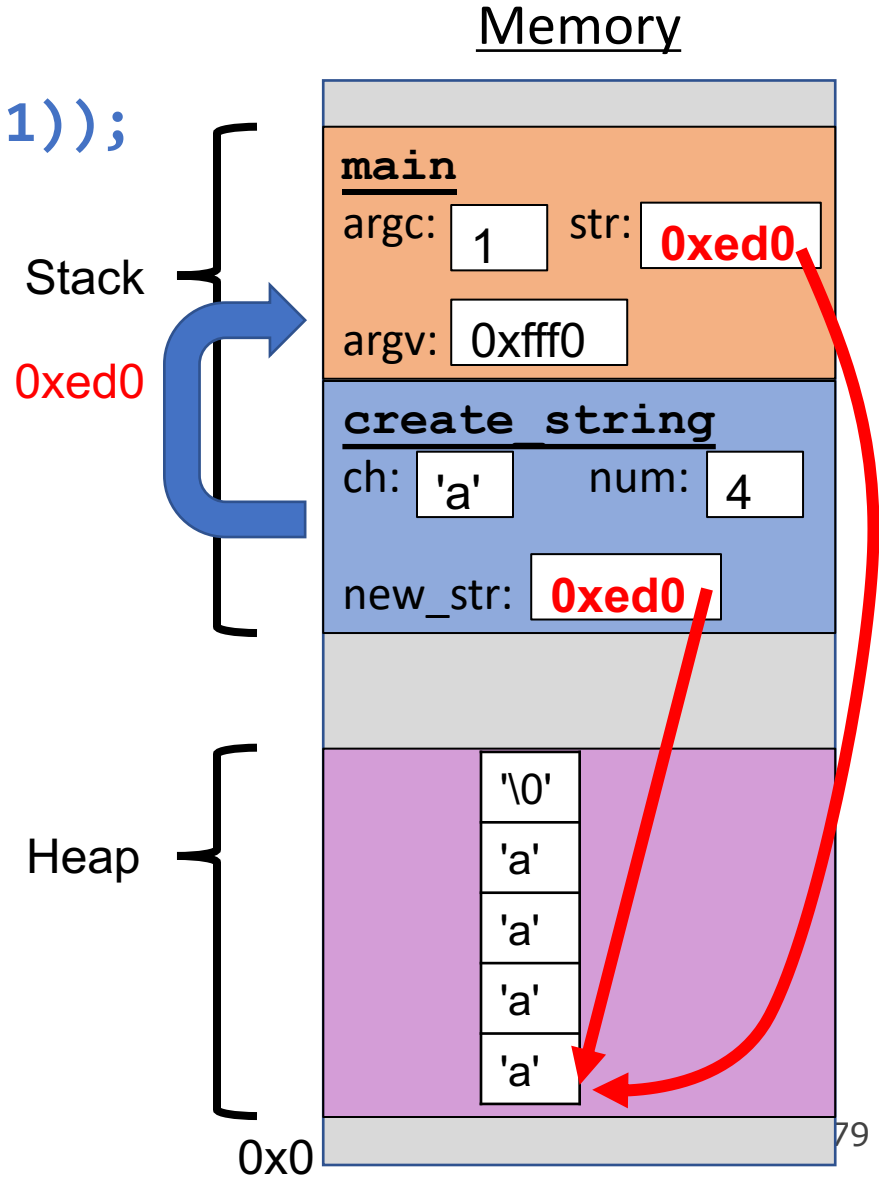 Memory
1));
main
argc: 1 str: 0xed0
Stack
argv: 0xfff0
0xed0
create_string
ch: 'a' num: 4
new_str: 0xed0
'\0'
Heap
'a'
'a'
'a'
'a'
0x0
79